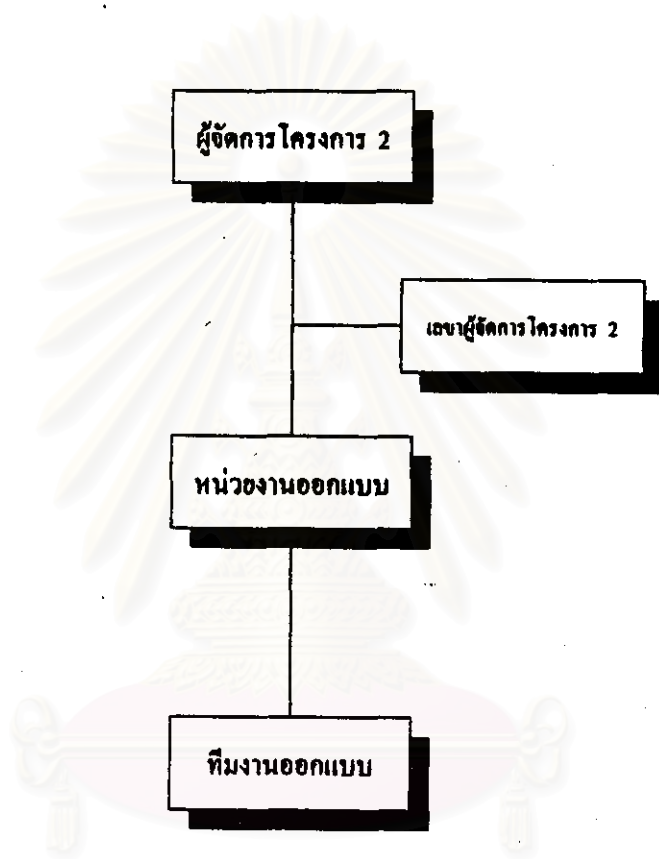 ผู้จัดการโครงการ 2
เลขาผู้จัดการโครงการ 2
หน่วยงานออกแบบ
ทีมงานออกแบบ